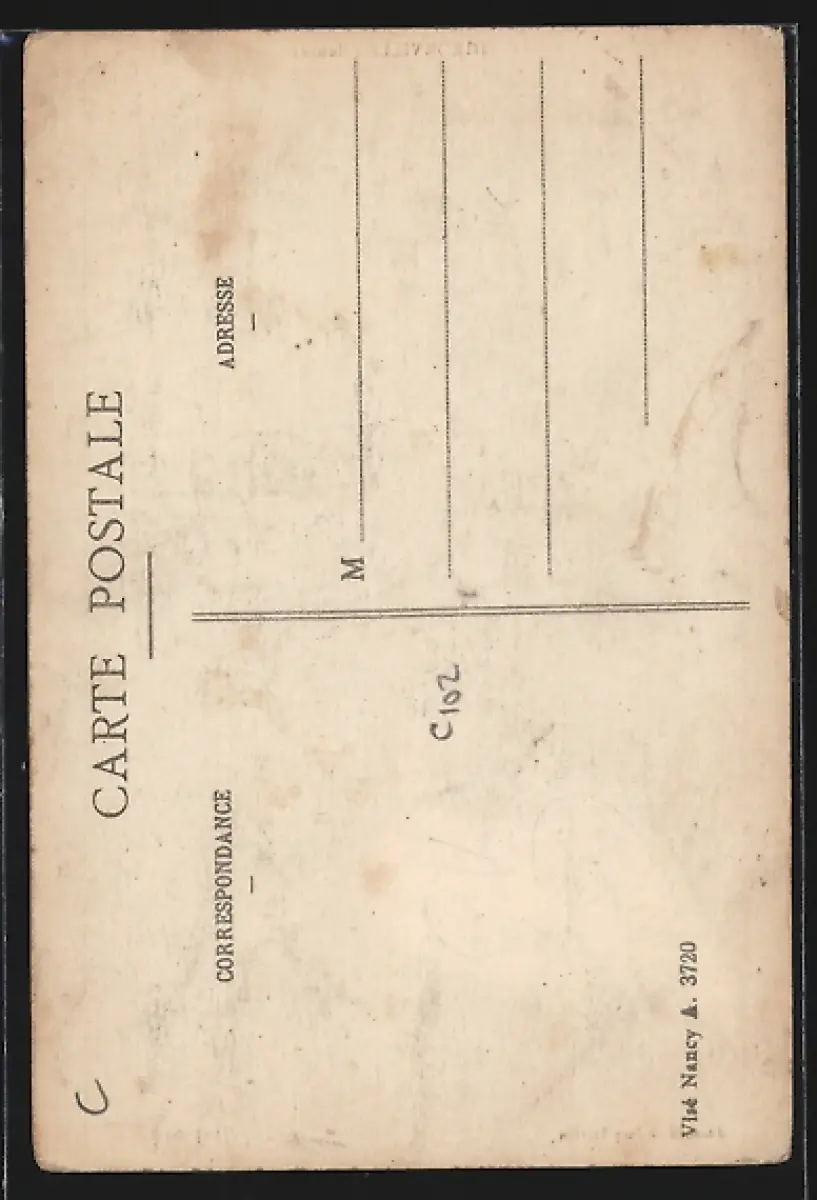 CARTE POSTALE
CORRESPONDANCE
ADRESSE
M
C102
Visé Nancy A. 3720
C